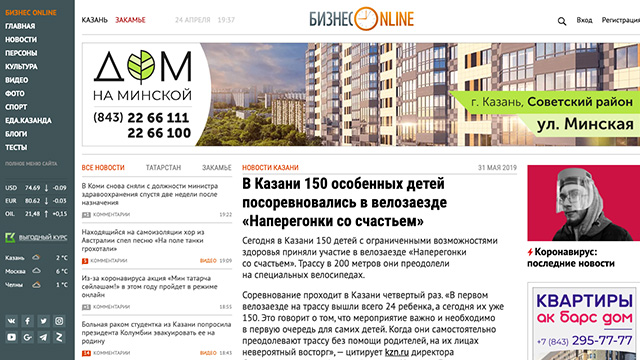 БИЗНЕС ONLINE
ГЛАВНАЯ
НОВОСТИ
ПЕРСОНЫ
КУЛЬТУРА
ВИДЕО
ФОТО
СПОРТ
ЕДА.КАЗАНДА
БЛОГИ
ТЕСТЫ
ПОЛНОЕ МЕНЮ САЙТА
USD 74.69 -0,09
EUR 80.53 -0,09
OIL 21,48 +0,15
ВЫГОДНЫЙ КУРС
Казань 2 °C
Москва 6 °C
Челны 1 °C
КАЗАНЬ ЗАКАМЬЕ
24 АПРЕЛЯ 19:37
БИЗНЕС ONLINE
Вход Регистрация
ДОМ
НА МИНСКОЙ
(843) 22 66 111
22 66 100
г. Казань, Советский район
ул. Минская
ВСЕ НОВОСТИ ТАТАРСТАН ЗАКАМЬЕ
В Коми снова сняли с должности министра
здравоохранения спустя две недели после
назначения
КОММЕНТАРИИ 19:22
Находящийся на самоизоляции хор из
Австралии спел песню «На поле танки
грохотали»
5 КОММЕНТАРИИ ВИДЕО 19:09
Из-за коронавируса акция «Мин татарча
сөйләшәм!» в этом году пройдет в режиме
онлайн
КОММЕНТАРИИ 18:55
Больная раком студентка из Казани попросила
президента Колумбии эвакуировать ее на
родину
КОММЕНТАРИИ ВИДЕО
НОВОСТИ КАЗАНИ 31 МАЯ 2019
В Казани 150 особенных детей
посоревновались в велозаезде
«Наперегонки со счастьем»
Сегодня в Казани 150 детей с ограниченными возможностями
здоровья приняли участие в велозаезде «Наперегонки
со счастьем». Трассу в 200 метров они преодолели
на специальных велосипедах.
Соревнование проходит в Казани четвертый раз. «В первом
велозаезде на трассу вышли всего 24 ребенка, а сегодня их уже
150. Это говорит о том, что мероприятие важно и необходимо
в первую очередь для самих детей. Когда они самостоятельно
преодолевают трассу без помощи родителей, на их лицах
невероятный восторг», — цитирует kzn.ru директора
Коронавирус:
последние новости
КВАРТИРЫ
ак барс дом
+7 (843) 295-77-77